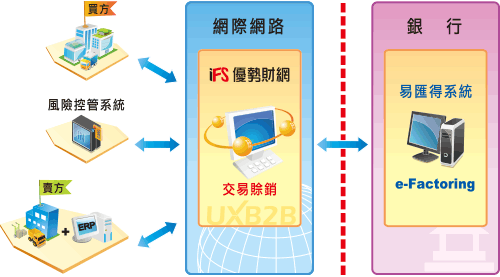 買方
風險控管系統
賣方
ERP
網際網路
iFS 優勢財網
交易賒銷
UXB2B
銀 行
易匯得系統
e-Factoring